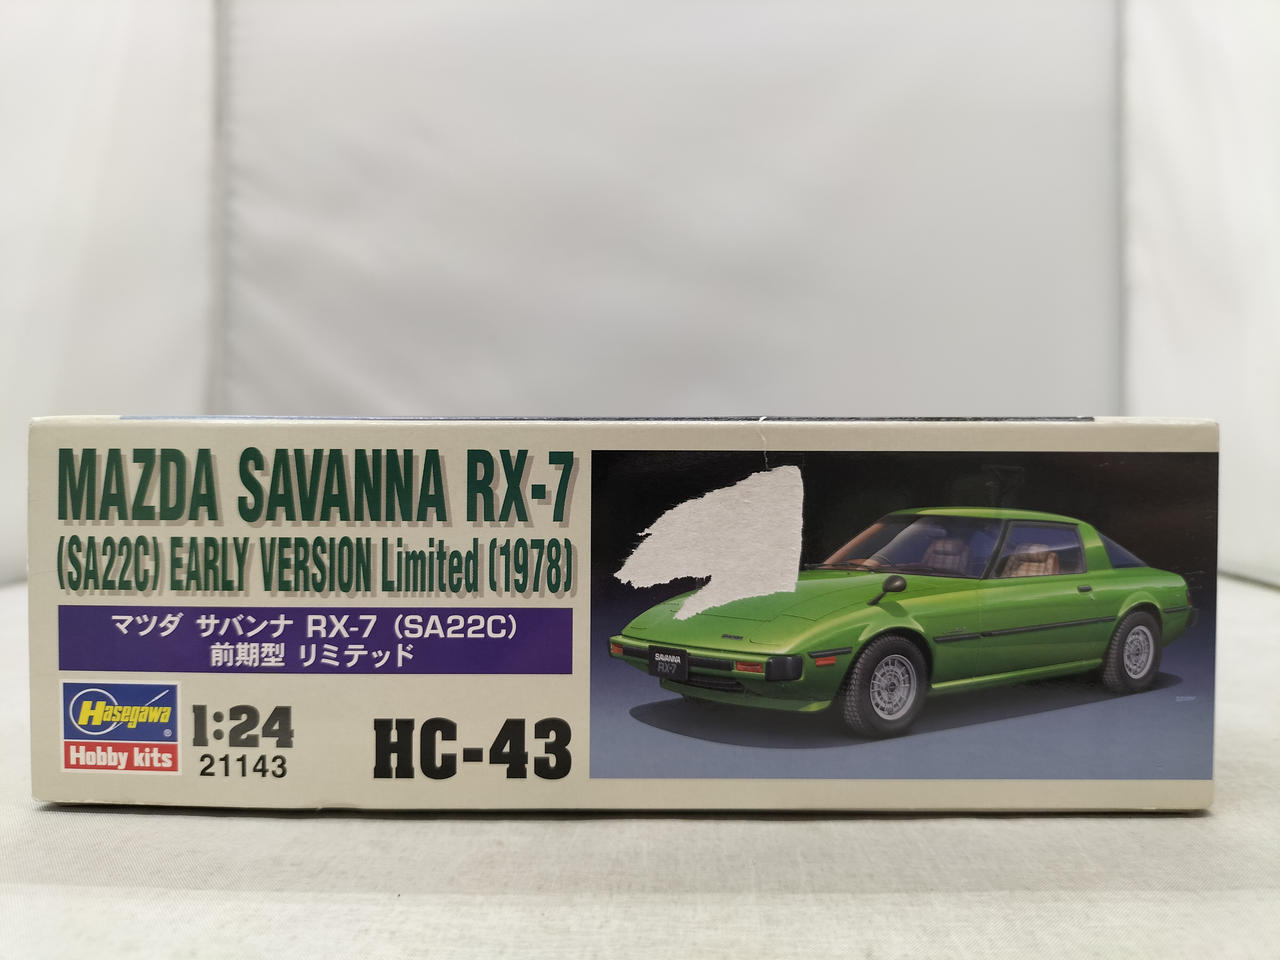 MAZDA SAVANNA RX-7
(SA22C) EARLY VERSION Limited (1978)
マツダ サバンナ RX-7 (SA22C)
前期型 リミテッド
Hasegawa ®
Hobby kits
1:24
21143
HC-43
SAVANNA
RX-7